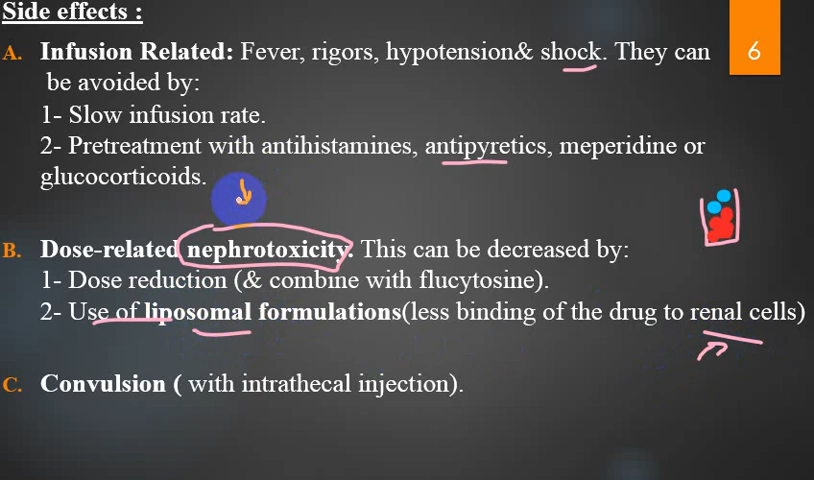 Side effects :
A. Infusion Related: Fever, rigors, hypotension& shock. They can
6
be avoided by:
1- Slow infusion rate.
2- Pretreatment with antihistamines, antipyretics, meperidine or
glucocorticoids.
B. Dose-related nephrotoxicity. This can be decreased by:
1- Dose reduction (& combine with flucytosine).
2- Use of liposomal formulations(less binding of the drug to renal cells)
C. Convulsion ( with intrathecal injection).